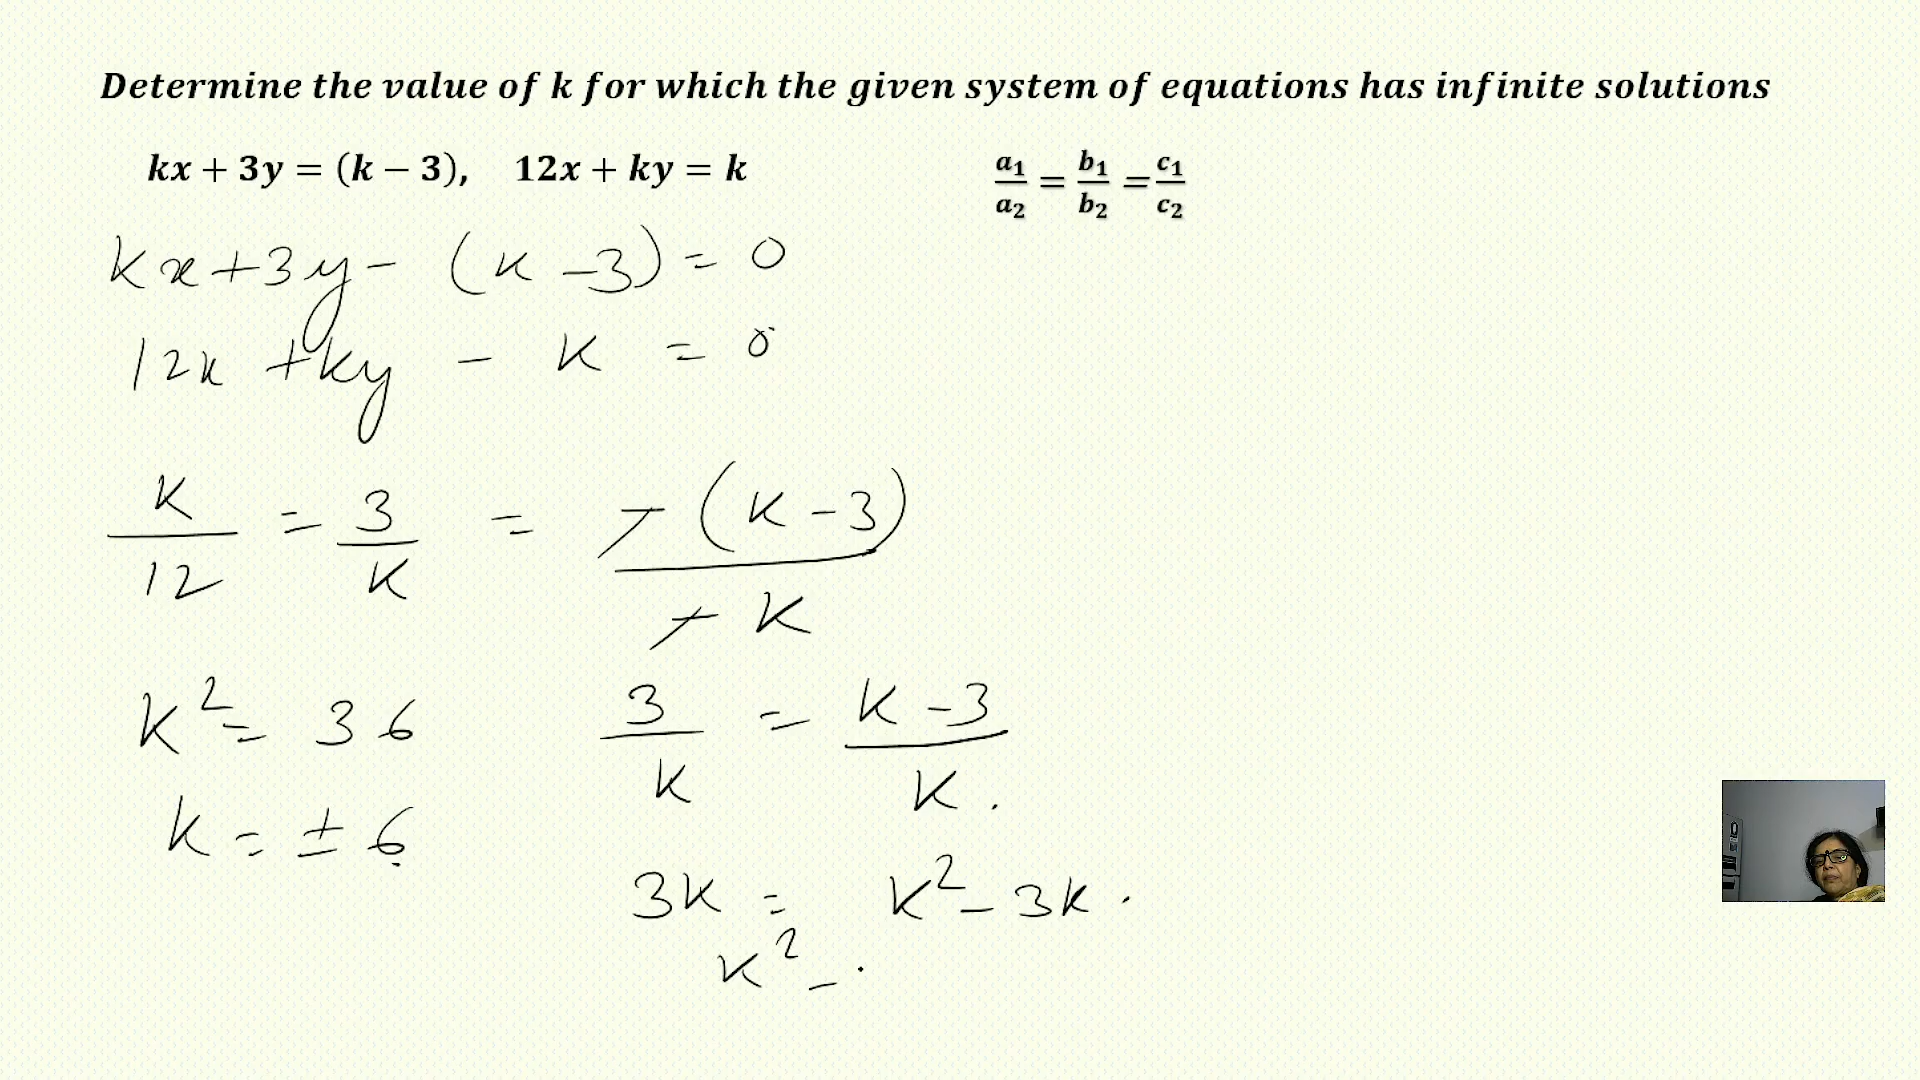 Determine the value of k for which the given system of equations has infinite solutions
kx + 3y = (k − 3), 12x + ky = k
a₁/a₂ = b₁/b₂ = c₁/c₂
kx + 3y - (k - 3) = 0
12x + ky - k = 0
k/12 = 3/k = -(k - 3)/-k
k² = 36
3/k = k - 3/k.
k = ± 6
3k = k² - 3k.
k² -